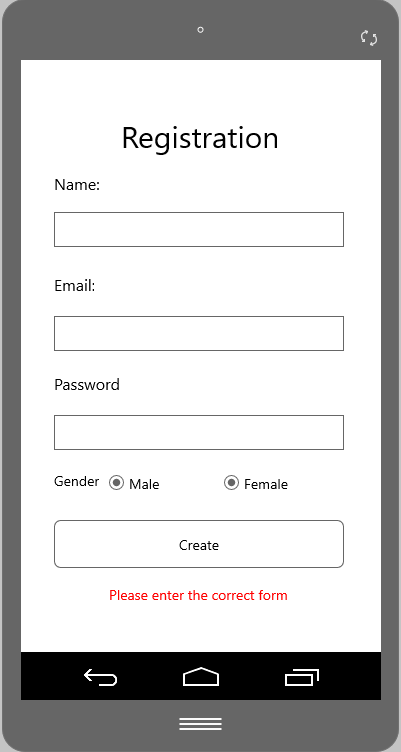 Registration
Name:
Email:
Password
Gender Male Female
Create
Please enter the correct form